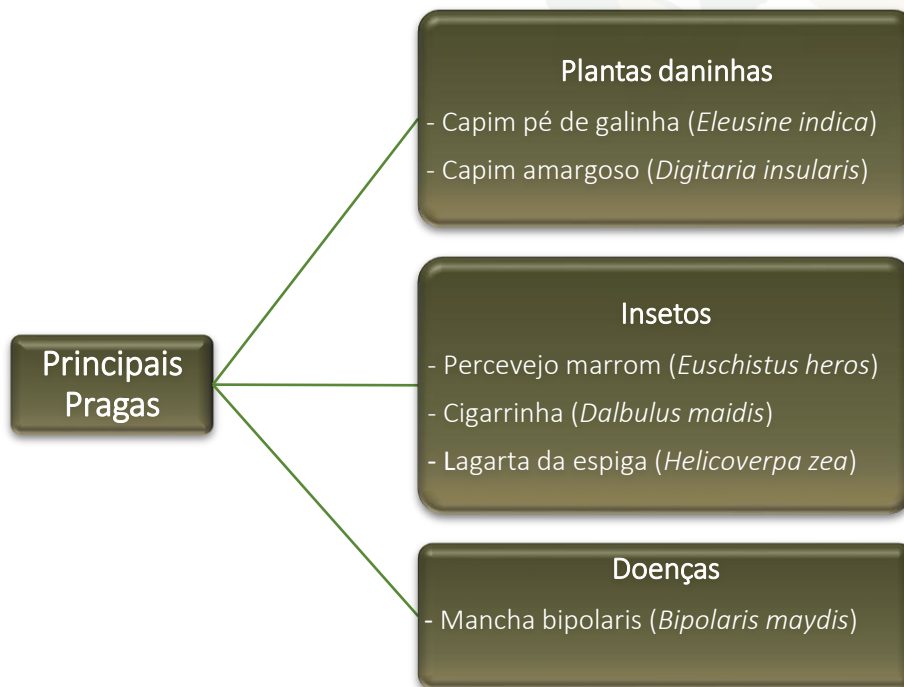 Plantas daninhas
- Capim pé de galinha (Eleusine indica)
- Capim amargoso (Digitaria insularis)
Principais
Pragas
Insetos
- Percevejo marrom (Euschistus heros)
- Cigarrinha (Dalbulus maidis)
- Lagarta da espiga (Helicoverpa zea)
Doenças
- Mancha bipolaris (Bipolaris maydis)